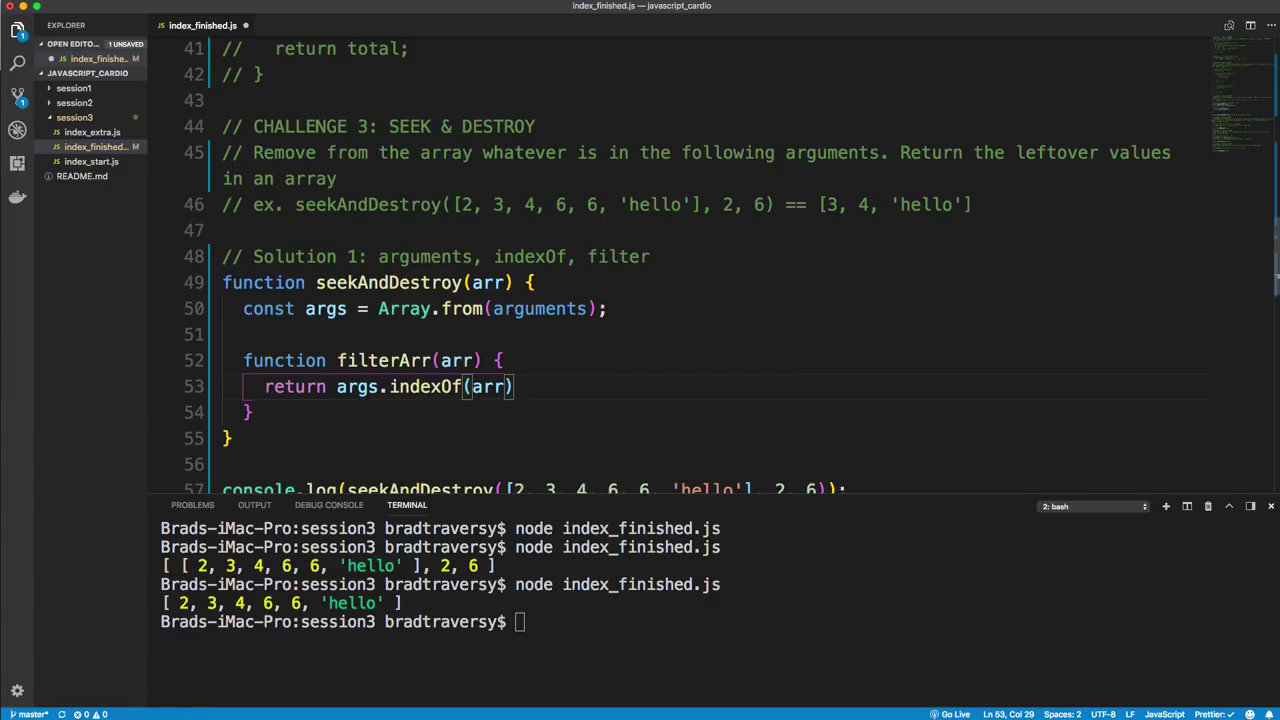 index_finished.js — javascript_cardio
EXPLORER
index_finished.js
OPEN EDITO... 1 UNSAVED
index_finishe... M
JAVASCRIPT_CARDIO
session1
session2
session3
index_extra.js
index_finished... M
index_start.js
README.md
41 //   return total;
42 // }
43
44 // CHALLENGE 3: SEEK & DESTROY
45 // Remove from the array whatever is in the following arguments. Return the leftover values
in an array
46 // ex. seekAndDestroy([2, 3, 4, 6, 6, 'hello'], 2, 6) == [3, 4, 'hello']
47
48 // Solution 1: arguments, indexOf, filter
49 function seekAndDestroy(arr) {
50   const args = Array.from(arguments);
51
52   function filterArr(arr) {
53     return args.indexOf(arr)
54   }
55 }
56
57 console.log(seekAndDestroy([2, 3, 4, 6, 6, 'hello'], 2, 6));
PROBLEMS OUTPUT DEBUG CONSOLE TERMINAL 2: bash
Brads-iMac-Pro:session3 bradtraversy$ node index_finished.js
Brads-iMac-Pro:session3 bradtraversy$ node index_finished.js
[ [ 2, 3, 4, 6, 6, 'hello' ], 2, 6 ]
Brads-iMac-Pro:session3 bradtraversy$ node index_finished.js
[ 2, 3, 4, 6, 6, 'hello' ]
Brads-iMac-Pro:session3 bradtraversy$
master* 0 0 Go Live Ln 53, Col 29 Spaces: 2 UTF-8 LF JavaScript Prettier: ✓